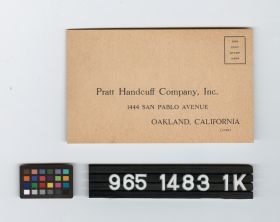 Pratt Handcuff Company, Inc.
1444 SAN PABLO AVENUE
OAKLAND, CALIFORNIA
965 1483 1K